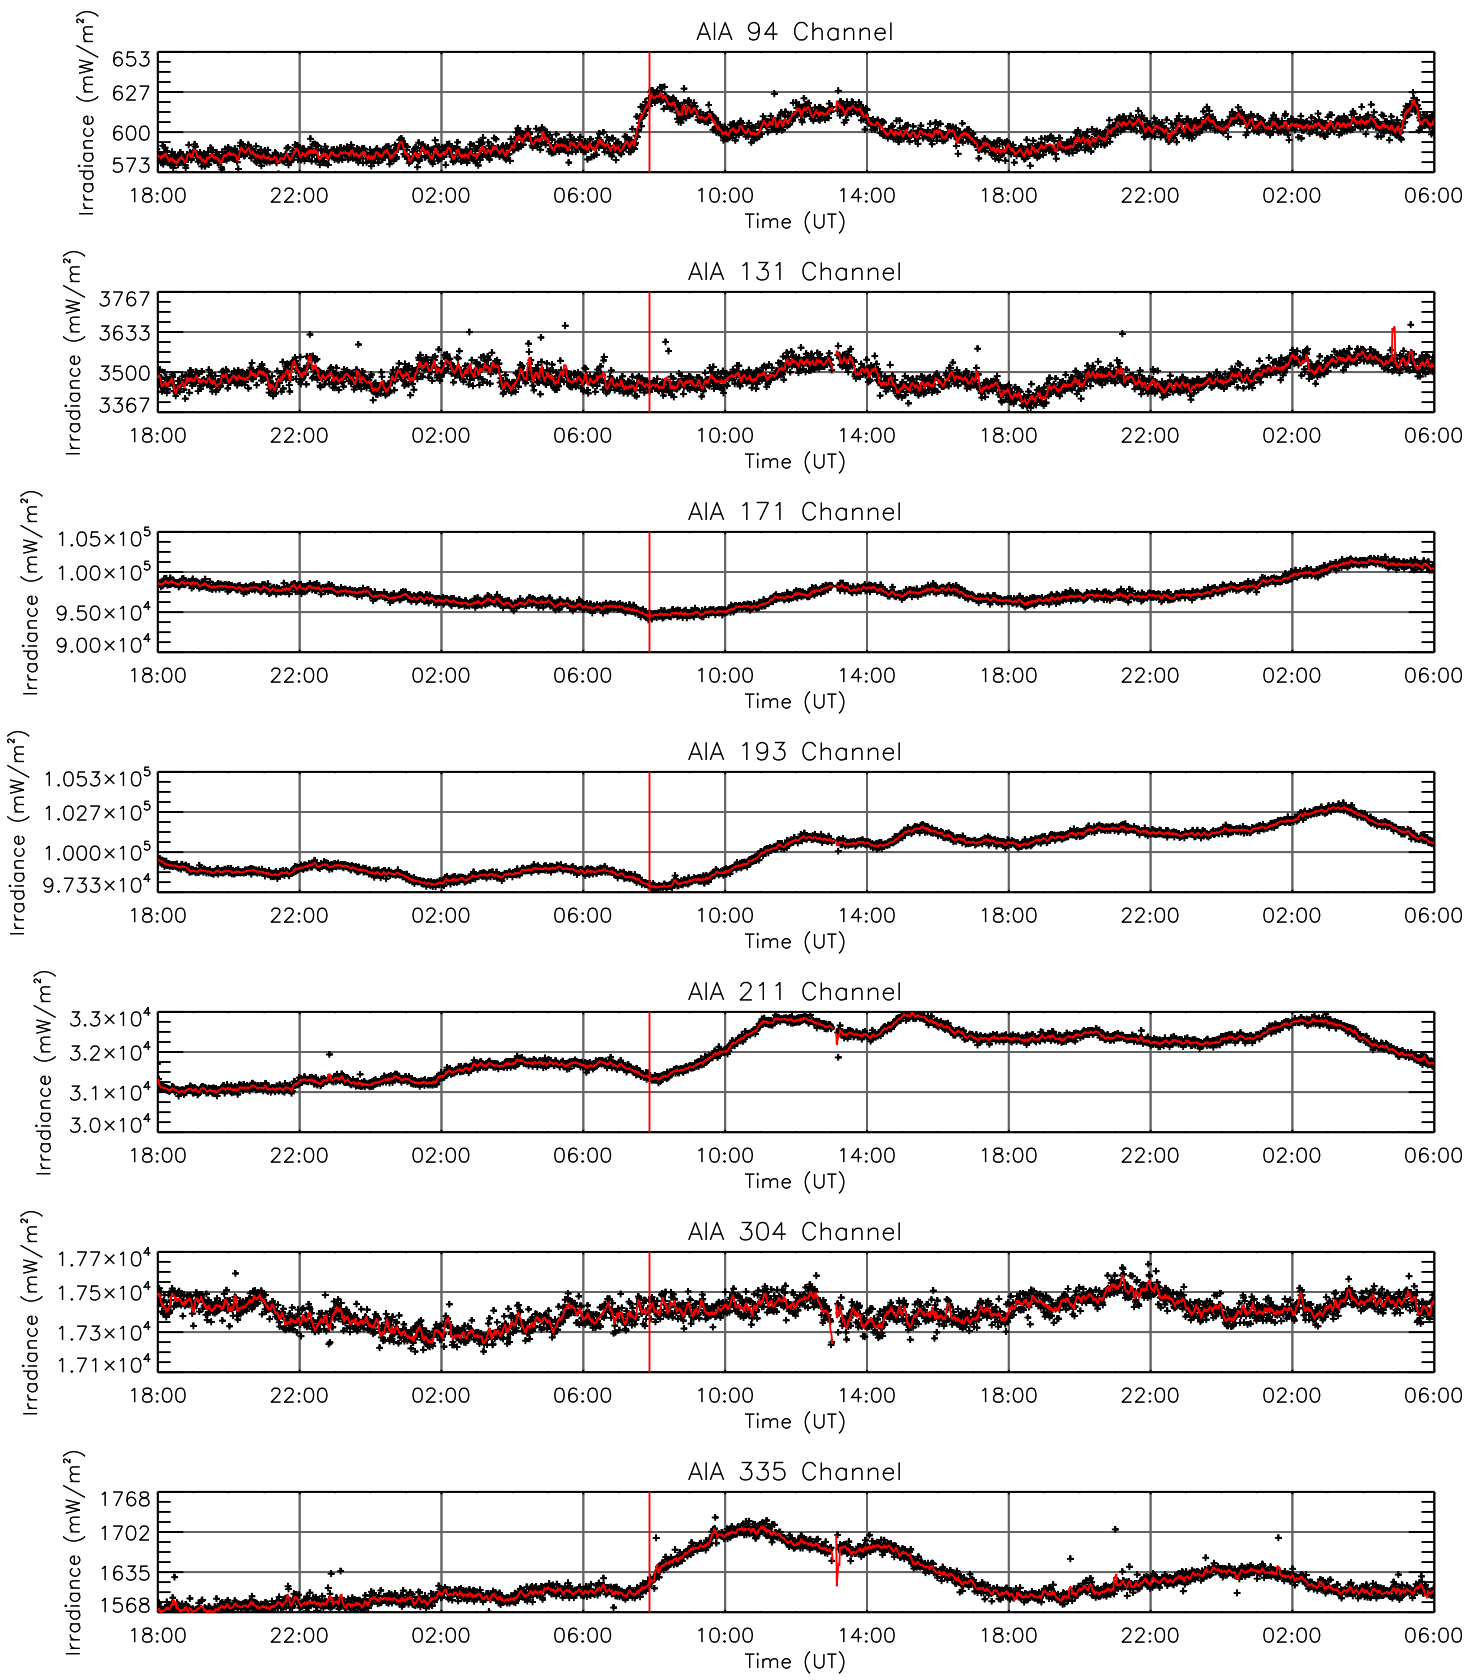 AIA 94 Channel
Irradiance (mW/m²)
653
627
600
573
18:00 22:00 02:00 06:00 10:00 14:00 18:00 22:00 02:00 06:00
Time (UT)
AIA 131 Channel
Irradiance (mW/m²)
3767
3633
3500
3367
18:00 22:00 02:00 06:00 10:00 14:00 18:00 22:00 02:00 06:00
Time (UT)
AIA 171 Channel
Irradiance (mW/m²)
1.05×10⁵
1.00×10⁵
9.50×10⁴
9.00×10⁴
18:00 22:00 02:00 06:00 10:00 14:00 18:00 22:00 02:00 06:00
Time (UT)
AIA 193 Channel
Irradiance (mW/m²)
1.053×10⁵
1.027×10⁵
1.000×10⁵
9.733×10⁴
18:00 22:00 02:00 06:00 10:00 14:00 18:00 22:00 02:00 06:00
Time (UT)
AIA 211 Channel
Irradiance (mW/m²)
3.3×10⁴
3.2×10⁴
3.1×10⁴
3.0×10⁴
18:00 22:00 02:00 06:00 10:00 14:00 18:00 22:00 02:00 06:00
Time (UT)
AIA 304 Channel
Irradiance (mW/m²)
1.77×10⁴
1.75×10⁴
1.73×10⁴
1.71×10⁴
18:00 22:00 02:00 06:00 10:00 14:00 18:00 22:00 02:00 06:00
Time (UT)
AIA 335 Channel
Irradiance (mW/m²)
1768
1702
1635
1568
18:00 22:00 02:00 06:00 10:00 14:00 18:00 22:00 02:00 06:00
Time (UT)